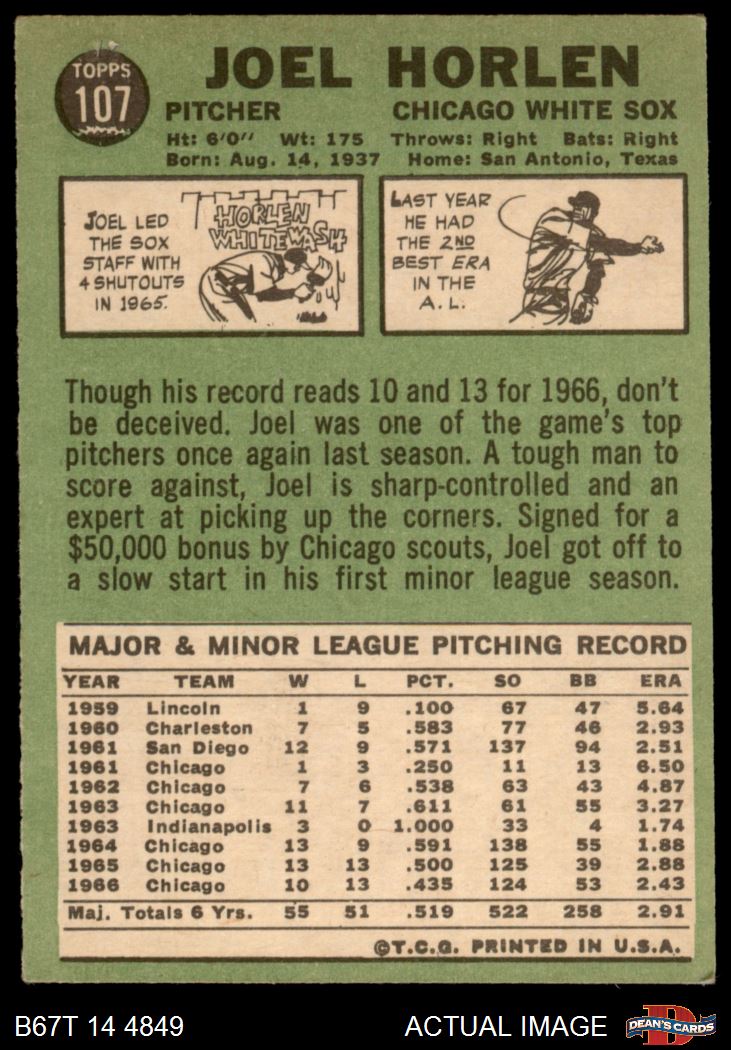 TOPPS
107
JOEL HORLEN
PITCHER CHICAGO WHITE SOX
Ht: 6'0" Wt: 175 Throws: Right Bats: Right
Born: Aug. 14, 1937 Home: San Antonio, Texas
JOEL LED
THE SOX
STAFF WITH
4 SHUTOUTS
IN 1965.
HORLEN
WHITEWASH
LAST YEAR
HE HAD
THE 2ND
BEST ERA
IN THE
A.L.
Though his record reads 10 and 13 for 1966, don't
be deceived. Joel was one of the game's top
pitchers once again last season. A tough man to
score against, Joel is sharp-controlled and an
expert at picking up the corners. Signed for a
$50,000 bonus by Chicago scouts, Joel got off to
a slow start in his first minor league season.
MAJOR & MINOR LEAGUE PITCHING RECORD
YEAR TEAM W L PCT. SO BB ERA
1959 Lincoln 1 9 .100 67 47 5.64
1960 Charleston 7 5 .583 77 46 2.93
1961 San Diego 12 9 .571 137 94 2.51
1961 Chicago 1 3 .250 11 13 6.50
1962 Chicago 7 6 .538 63 43 4.87
1963 Chicago 11 7 .611 61 55 3.27
1963 Indianapolis 3 0 1.000 33 4 1.74
1964 Chicago 13 9 .591 138 55 1.88
1965 Chicago 13 13 .500 125 39 2.88
1966 Chicago 10 13 .435 124 53 2.43
Maj. Totals 6 Yrs. 55 51 .519 522 258 2.91
©T.C.G. PRINTED IN U.S.A.
B67T 14 4849 ACTUAL IMAGE
D
DEAN'S CARDS